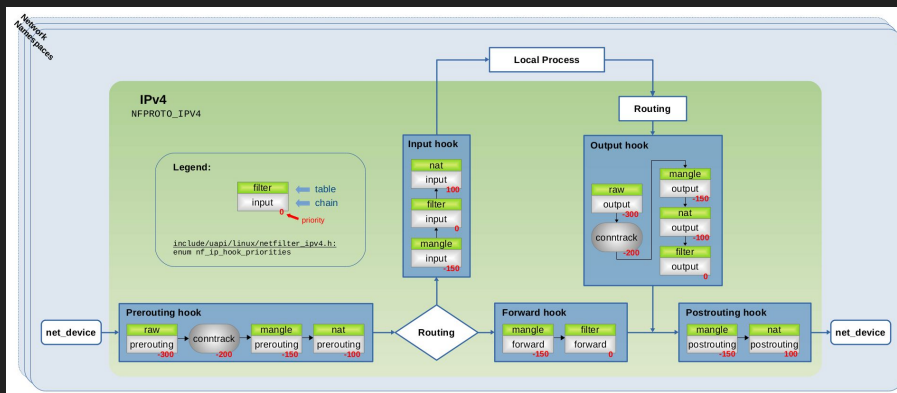 Network
Namespaces
Local Process
IPv4
NFPROTO_IPV4
Routing
Legend:
filter
table
input
chain
0
priority
include/uapi/linux/netfilter_ipv4.h:
enum nf_ip_hook_priorities
Input hook
nat
input
100
filter
input
0
mangle
input
-150
Output hook
raw
output
-300
conntrack
-200
mangle
output
-150
nat
output
-100
filter
output
0
net_device
Prerouting hook
raw
prerouting
-300
conntrack
-200
mangle
prerouting
-150
nat
prerouting
-100
Routing
Forward hook
mangle
forward
-150
filter
forward
0
Postrouting hook
mangle
postrouting
-150
nat
postrouting
100
net_device